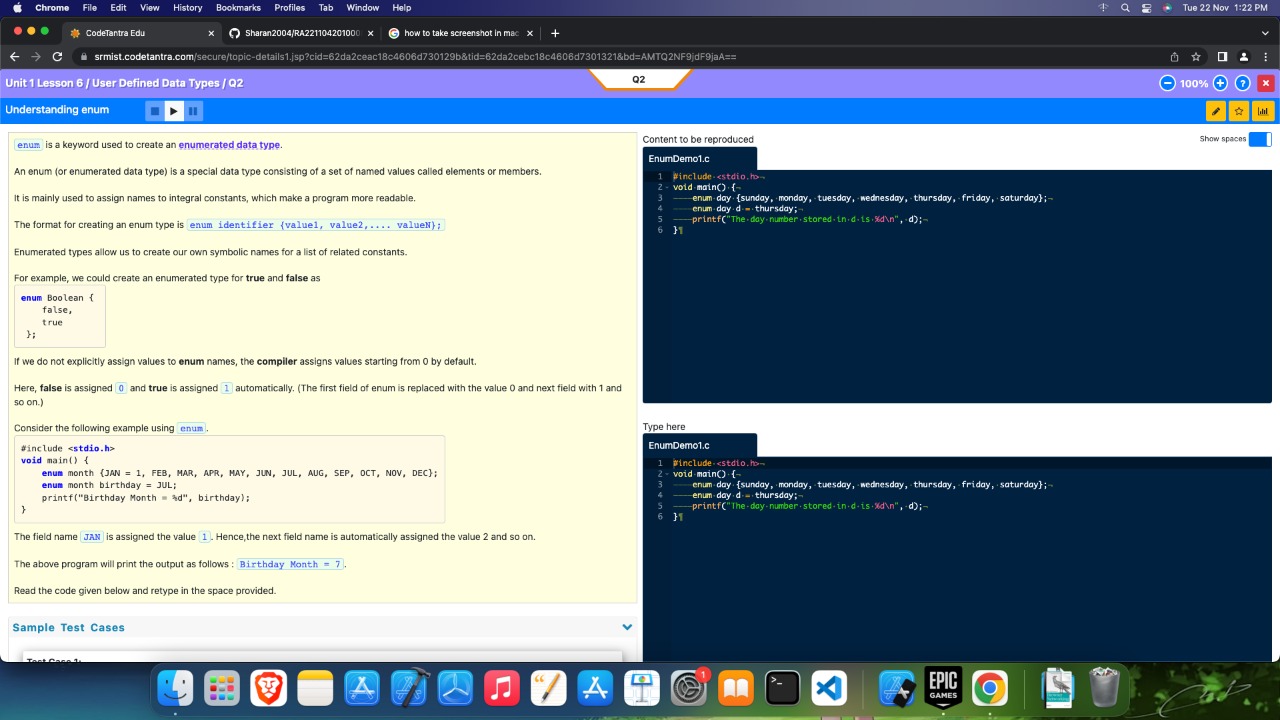 Chrome File Edit View History Bookmarks Profiles Tab Window Help Tue 22 Nov 1:22 PM
CodeTantra Edu × Sharan2004/RA221104201000 × how to take screenshot in mac × +
srmist.codetantra.com/secure/topic-details1.jsp?cid=62da2ceac18c4606d730129b&tid=62da2cebc18c4606d7301321&bd=AMTQ2NF9jdF9jaA==
Unit 1 Lesson 6 / User Defined Data Types / Q2 Q2 100%
Understanding enum
enum is a keyword used to create an enumerated data type.
An enum (or enumerated data type) is a special data type consisting of a set of named values called elements or members.
It is mainly used to assign names to integral constants, which make a program more readable.
The format for creating an enum type is enum identifier {value1, value2,.... valueN};
Enumerated types allow us to create our own symbolic names for a list of related constants.
For example, we could create an enumerated type for true and false as
enum Boolean {
false,
true
};
If we do not explicitly assign values to enum names, the compiler assigns values starting from 0 by default.
Here, false is assigned 0 and true is assigned 1 automatically. (The first field of enum is replaced with the value 0 and next field with 1 and
so on.)
Consider the following example using enum.
#include <stdio.h>
void main() {
enum month {JAN = 1, FEB, MAR, APR, MAY, JUN, JUL, AUG, SEP, OCT, NOV, DEC};
enum month birthday = JUL;
printf("Birthday Month = %d", birthday);
}
The field name JAN is assigned the value 1. Hence,the next field name is automatically assigned the value 2 and so on.
The above program will print the output as follows : Birthday Month = 7.
Read the code given below and retype in the space provided.
Sample Test Cases
Test Case 1:
Content to be reproduced Show spaces
EnumDemo1.c
1 #include <stdio.h>
2 void main() {
3 enum day {sunday, monday, tuesday, wednesday, thursday, friday, saturday};
4 enum day d = thursday;
5 printf("The day number stored in d is %d\n", d);
6 }
Type here
EnumDemo1.c
1 #include <stdio.h>
2 void main() {
3 enum day {sunday, monday, tuesday, wednesday, thursday, friday, saturday};
4 enum day d = thursday;
5 printf("The day number stored in d is %d\n", d);
6 }
1
EPIC
GAMES